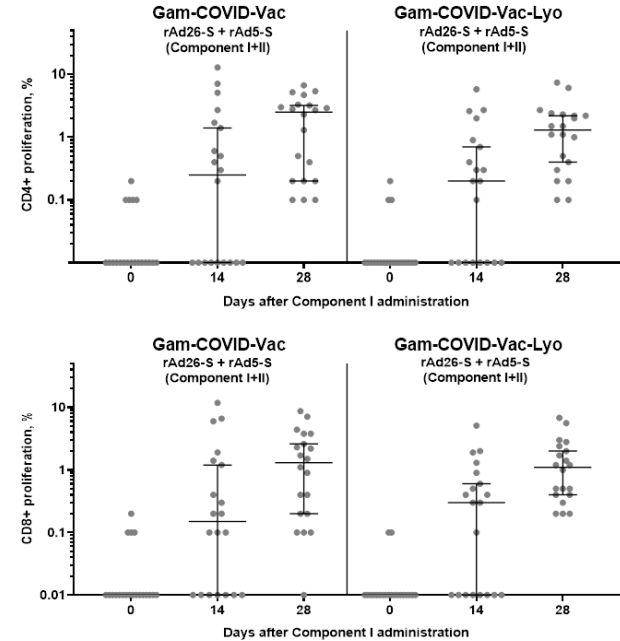 Gam-COVID-Vac
rAd26-S + rAd5-S
(Component I+II)
Gam-COVID-Vac-Lyo
rAd26-S + rAd5-S
(Component I+II)
CD4+ proliferation, %
10
1
0.1
0
14
28
0
14
28
Days after Component I administration
Gam-COVID-Vac
rAd26-S + rAd5-S
(Component I+II)
Gam-COVID-Vac-Lyo
rAd26-S + rAd5-S
(Component I+II)
CD8+ proliferation, %
10
1
0.1
0.01
0
14
28
0
14
28
Days after Component I administration